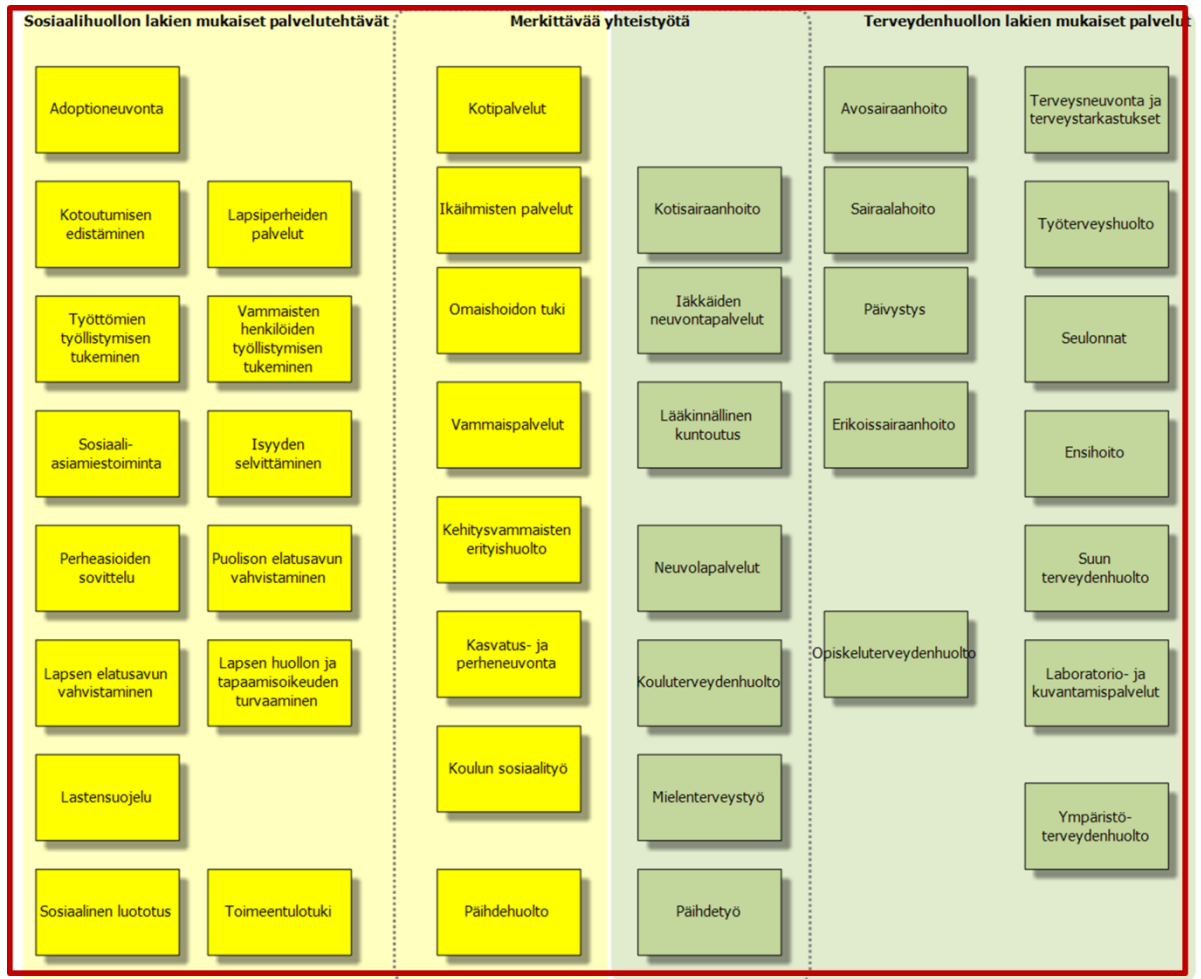 Sosiaalihuollon lakien mukaiset palvelutehtävät
Merkittävää yhteistyötä
Terveydenhuollon lakien mukaiset palvelut
Adoptioneuvonta
Kotoutumisen
edistäminen
Lapsiperheiden
palvelut
Työttömien
työllistymisen
tukeminen
Vammaisten
henkilöiden
työllistymisen
tukeminen
Sosiaali-
asiamiestoiminta
Isyyden
selvittäminen
Perheasioiden
sovittelu
Puolison elatusavun
vahvistaminen
Lapsen elatusavun
vahvistaminen
Lapsen huollon ja
tapaamisoikeuden
turvaaminen
Lastensuojelu
Sosiaalinen luototus
Toimeentulotuki
Kotipalvelut
Ikäihmisten palvelut
Omaishoidon tuki
Vammaispalvelut
Kehitysvammaisten
erityishuolto
Kasvatus- ja
perheneuvonta
Koulun sosiaalityö
Päihdehuolto
Kotisairaanhoito
Iäkkäiden
neuvontapalvelut
Lääkinnällinen
kuntoutus
Neuvolapalvelut
Kouluterveydenhuolto
Mielenterveystyö
Päihdetyö
Avosairaanhoito
Sairaalahoito
Päivystys
Erikoissairaanhoito
Opiskeluterveydenhuolto
Terveysneuvonta ja
terveystarkastukset
Työterveyshuolto
Seulonnat
Ensihoito
Suun
terveydenhuolto
Laboratorio- ja
kuvantamispalvelut
Ympäristö-
terveydenhuolto